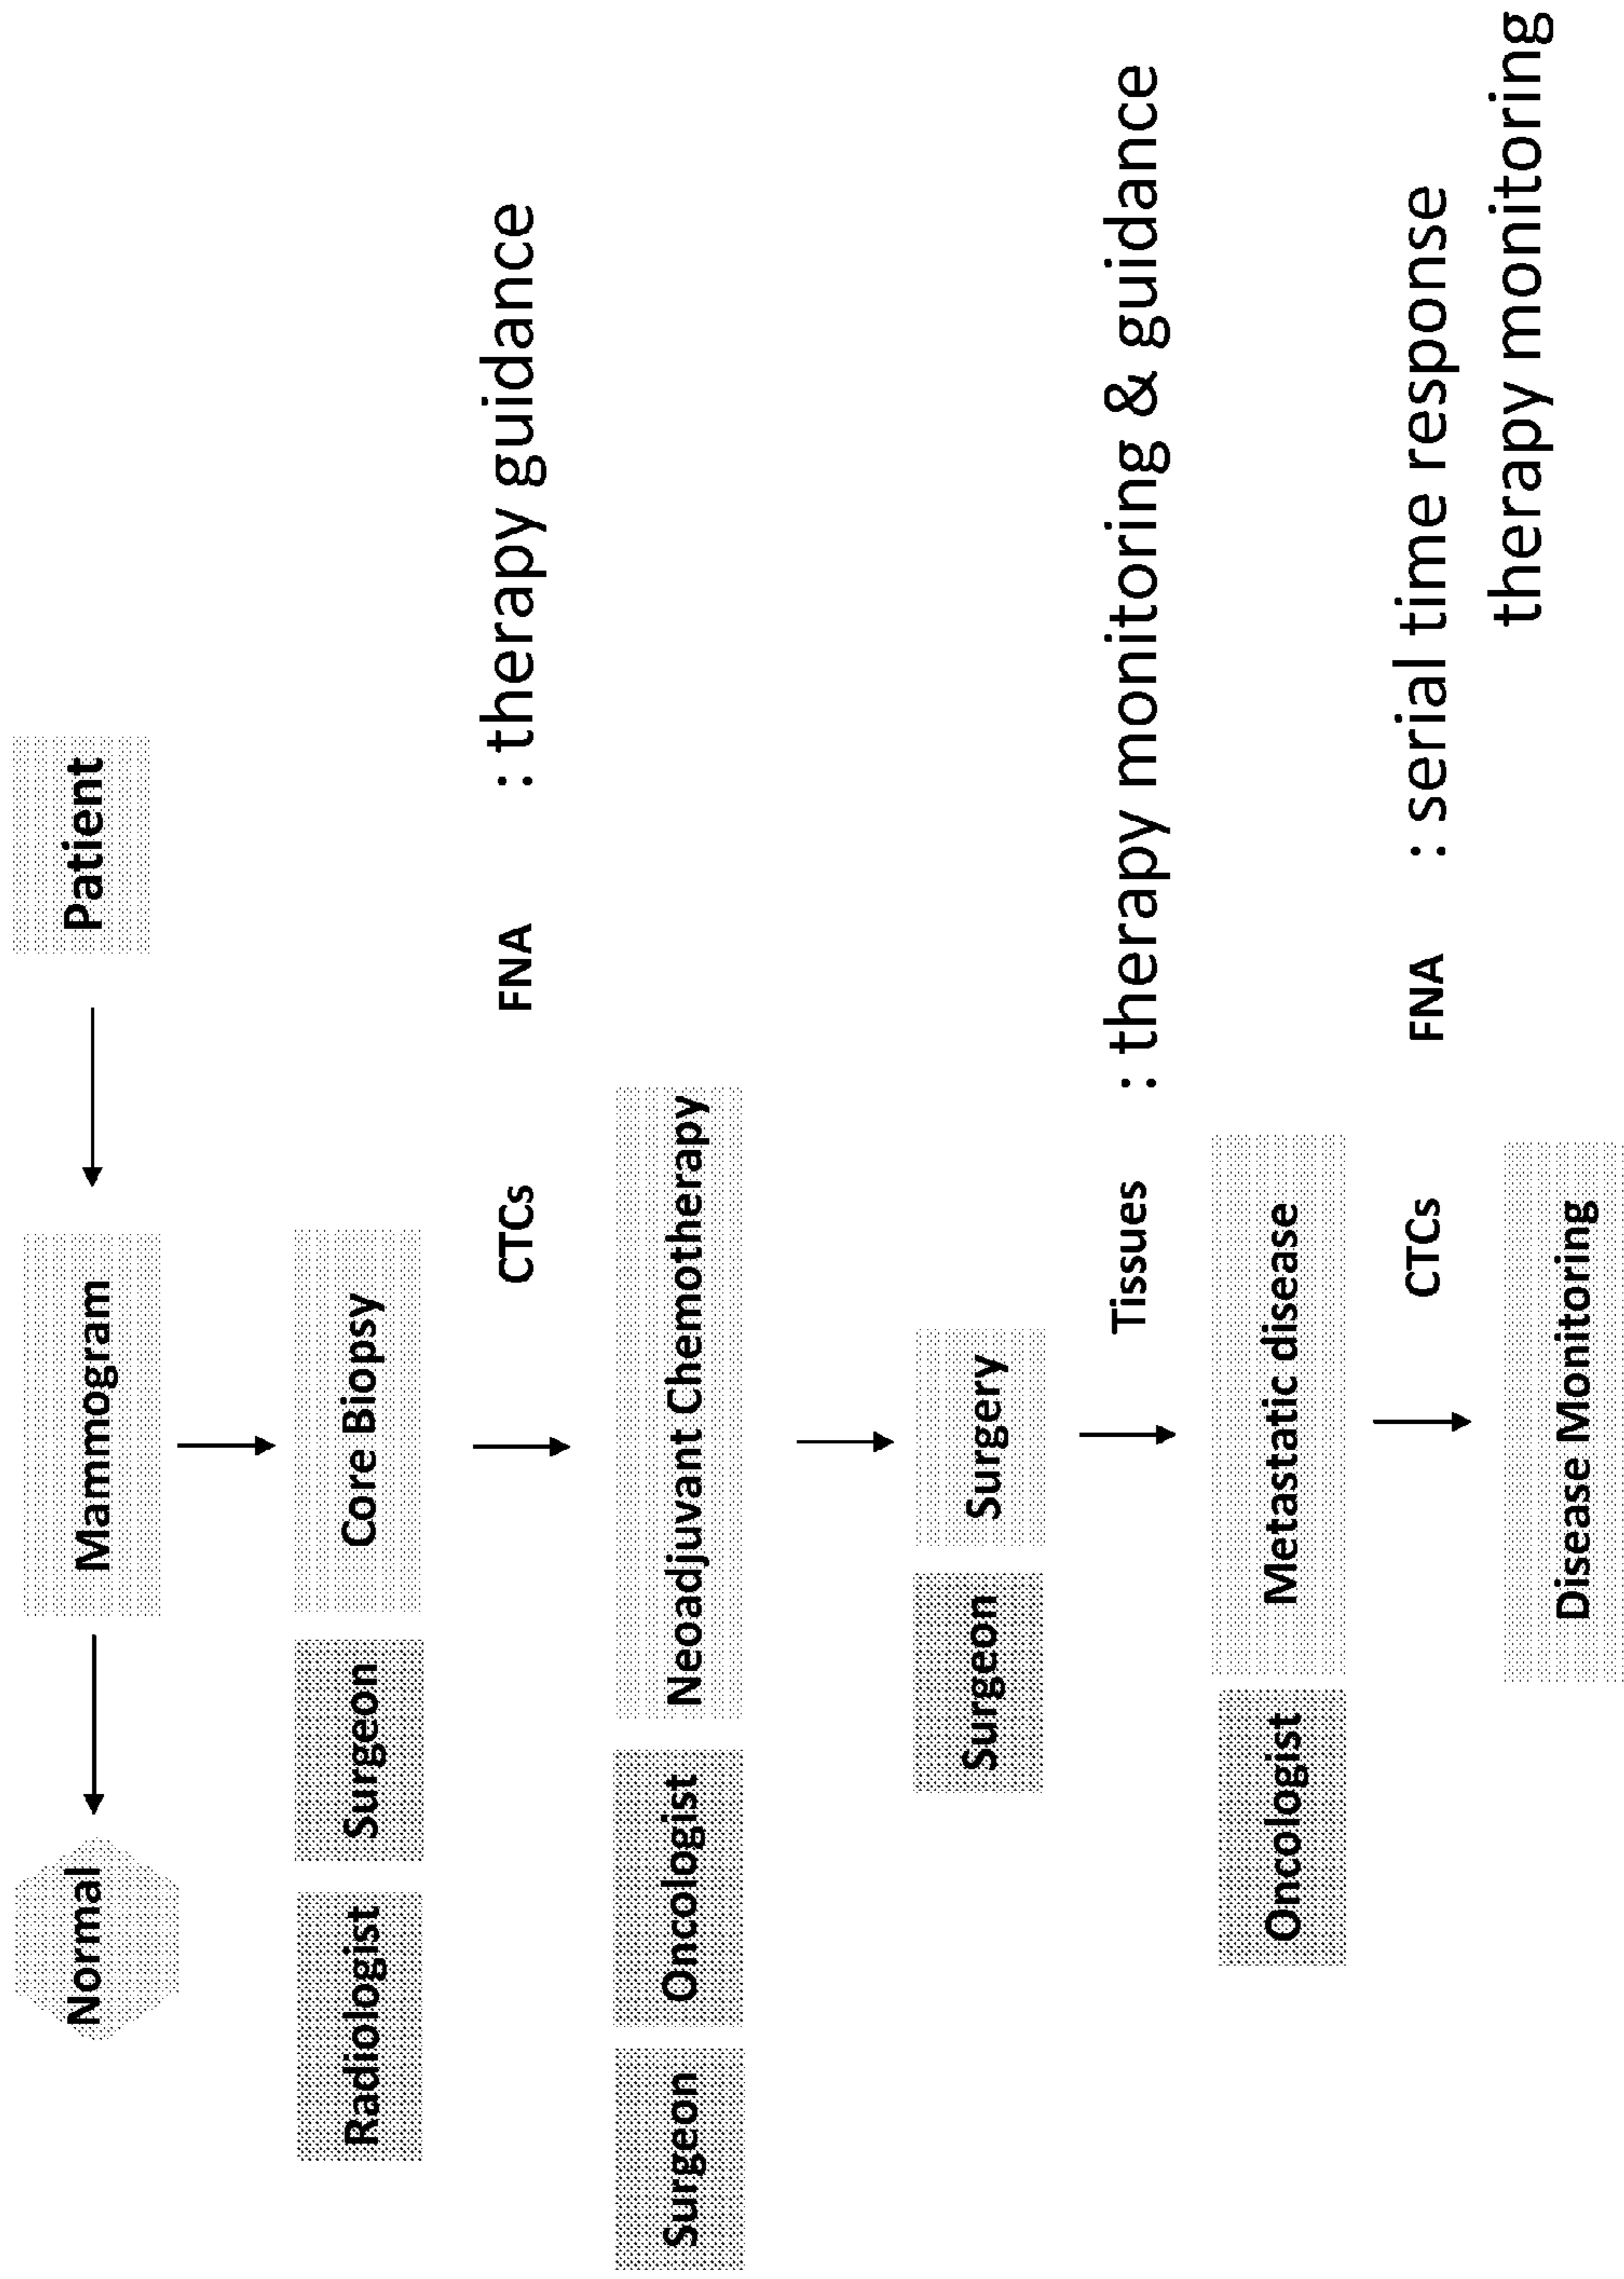 Normal Mammogram Patient
Radiologist Surgeon Core Biopsy
CTCs FNA : therapy guidance
Surgeon Oncologist Neoadjuvant Chemotherapy
Surgeon Surgery
Tissues : therapy monitoring & guidance
Oncologist Metastatic disease
CTCs FNA : serial time response
therapy monitoring
Disease Monitoring